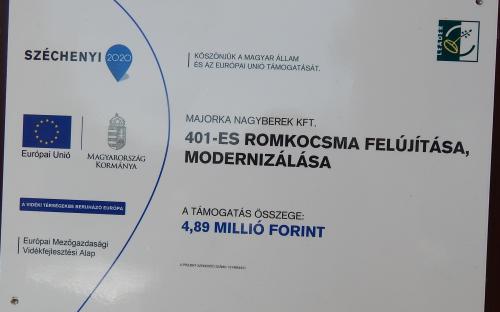 SZÉCHENYI 2020
KÖSZÖNJÜK A MAGYAR ÁLLAM
ÉS AZ EURÓPAI UNIÓ TÁMOGATÁSÁT.
LEADER
Európai Unió
MAGYARORSZÁG
KORMÁNYA
A VIDÉKI TÉRSÉGEKBE BERUHÁZÓ EURÓPA
Európai Mezőgazdasági
Vidékfejlesztési Alap
MAJORKA NAGYBEREK KFT.
401-ES ROMKOCSMA FELÚJÍTÁSA,
MODERNIZÁLÁSA
A TÁMOGATÁS ÖSSZEGE:
4,89 MILLIÓ FORINT